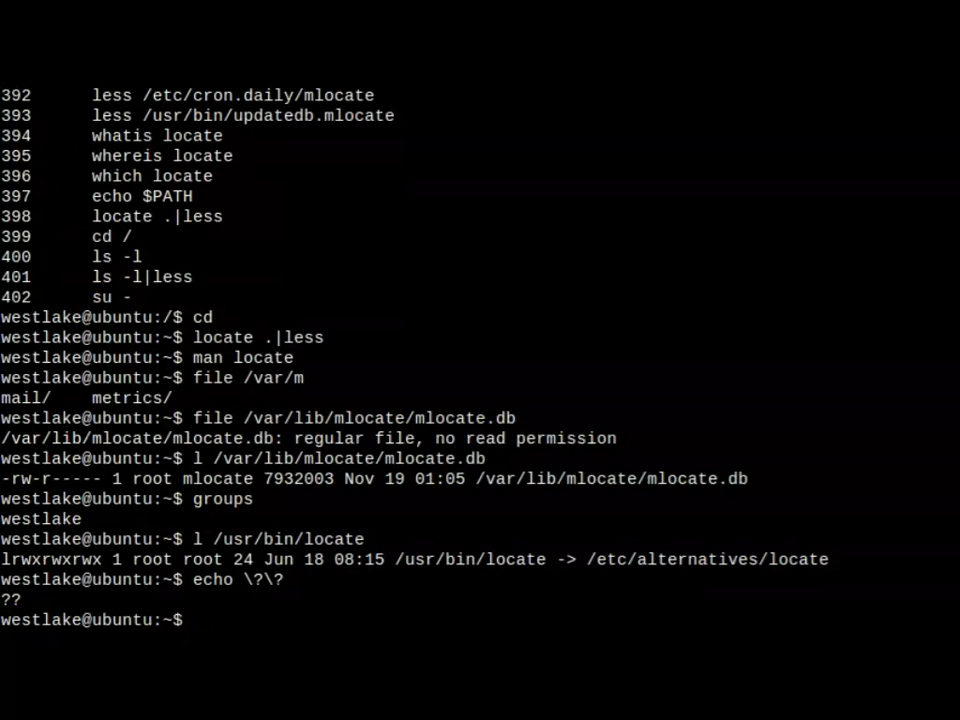 392      less /etc/cron.daily/mlocate
393      less /usr/bin/updatedb.mlocate
394      whatis locate
395      whereis locate
396      which locate
397      echo $PATH
398      locate .|less
399      cd /
400      ls -l
401      ls -l|less
402      su -
westlake@ubuntu:/$ cd
westlake@ubuntu:~$ locate .|less
westlake@ubuntu:~$ man locate
westlake@ubuntu:~$ file /var/m
mail/    metrics/
westlake@ubuntu:~$ file /var/lib/mlocate/mlocate.db
/var/lib/mlocate/mlocate.db: regular file, no read permission
westlake@ubuntu:~$ l /var/lib/mlocate/mlocate.db
-rw-r----- 1 root mlocate 7932003 Nov 19 01:05 /var/lib/mlocate/mlocate.db
westlake@ubuntu:~$ groups
westlake
westlake@ubuntu:~$ l /usr/bin/locate
lrwxrwxrwx 1 root root 24 Jun 18 08:15 /usr/bin/locate -> /etc/alternatives/locate
westlake@ubuntu:~$ echo \?\?
??
westlake@ubuntu:~$